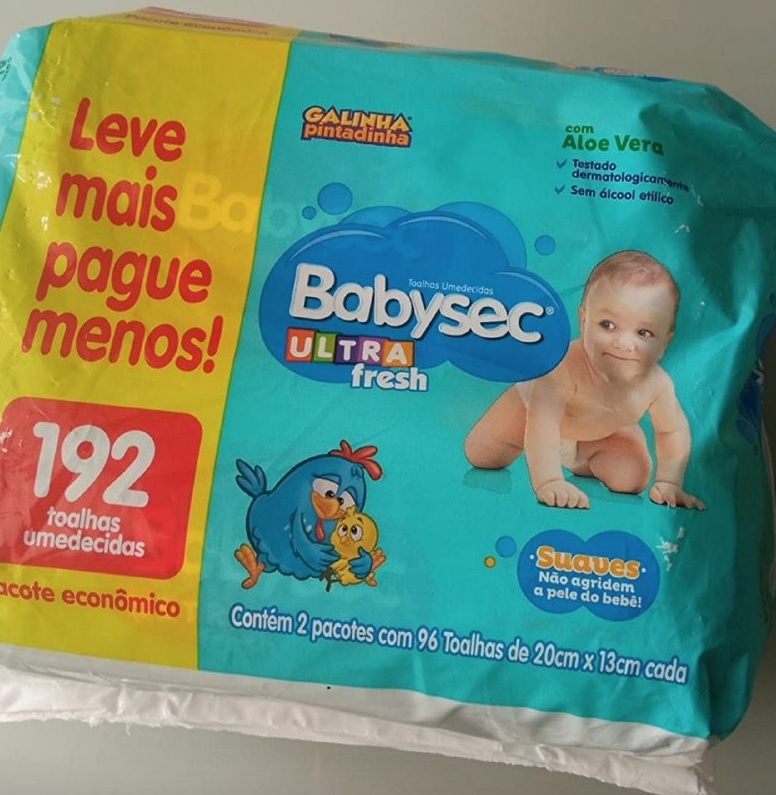 Leve
mais
pague
menos!
192
toalhas
umedecidas
acote econômico
GALINHA
pintadinha
com
Aloe Vera
Testado
dermatologicamente
Sem álcool etílico
Toalhas Umedecidas
Babysec®
ULTRA
fresh
Suaves
Não agridem
a pele do bebê!
Contém 2 pacotes com 96 Toalhas de 20cm x 13cm cada